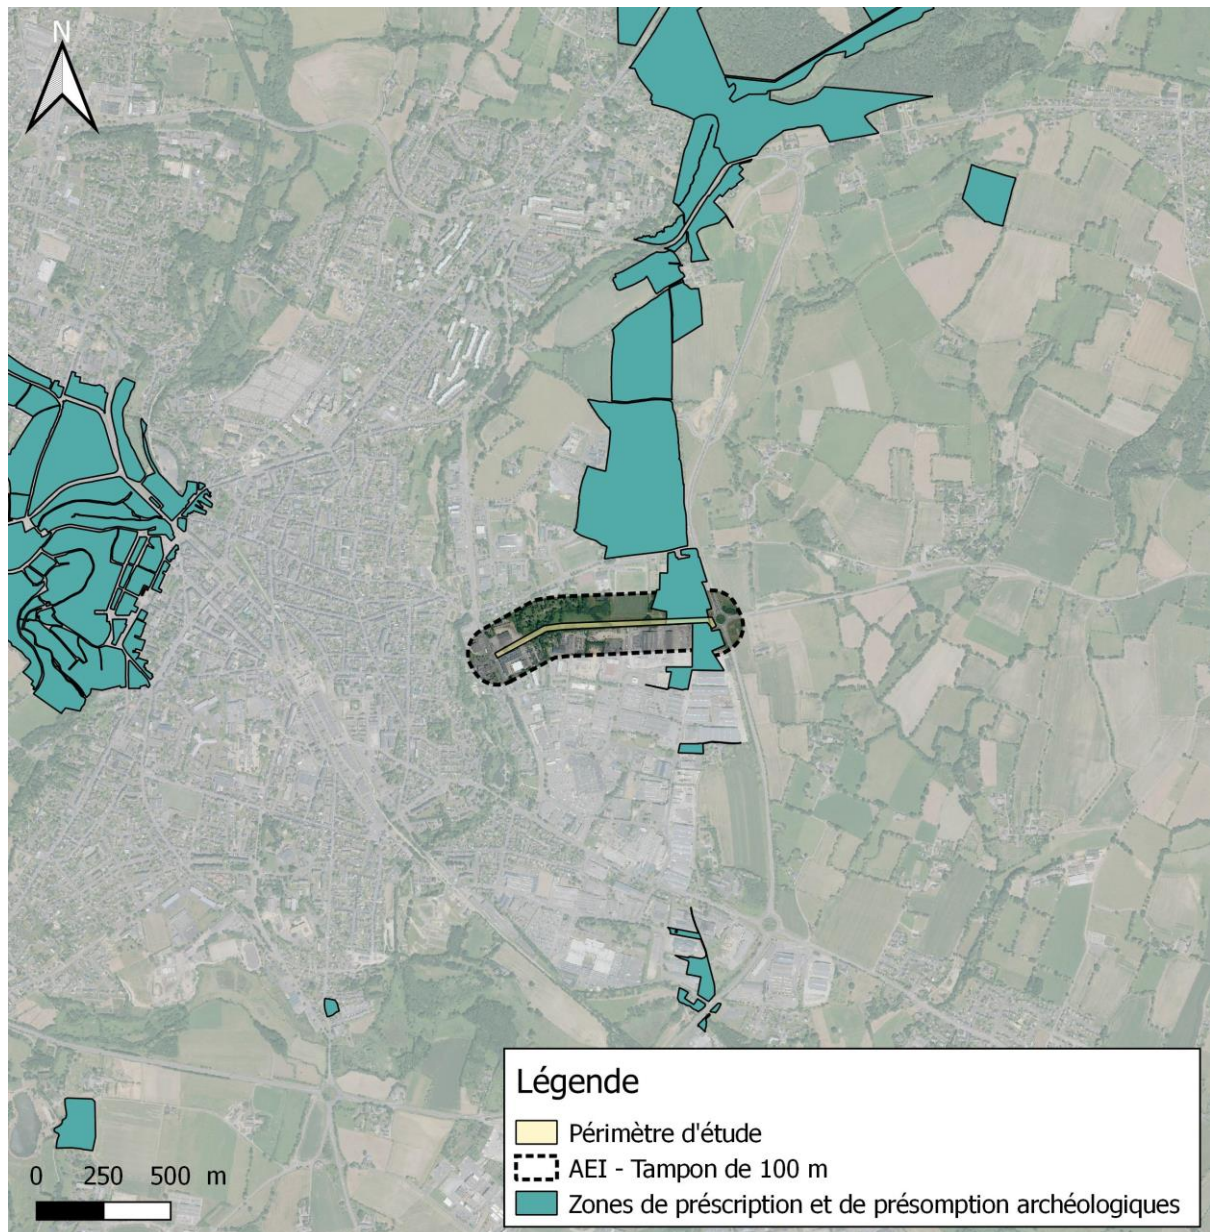 N
Légende
Périmètre d'étude
AEI - Tampon de 100 m
Zones de préscription et de présomption archéologiques
0 250 500 m